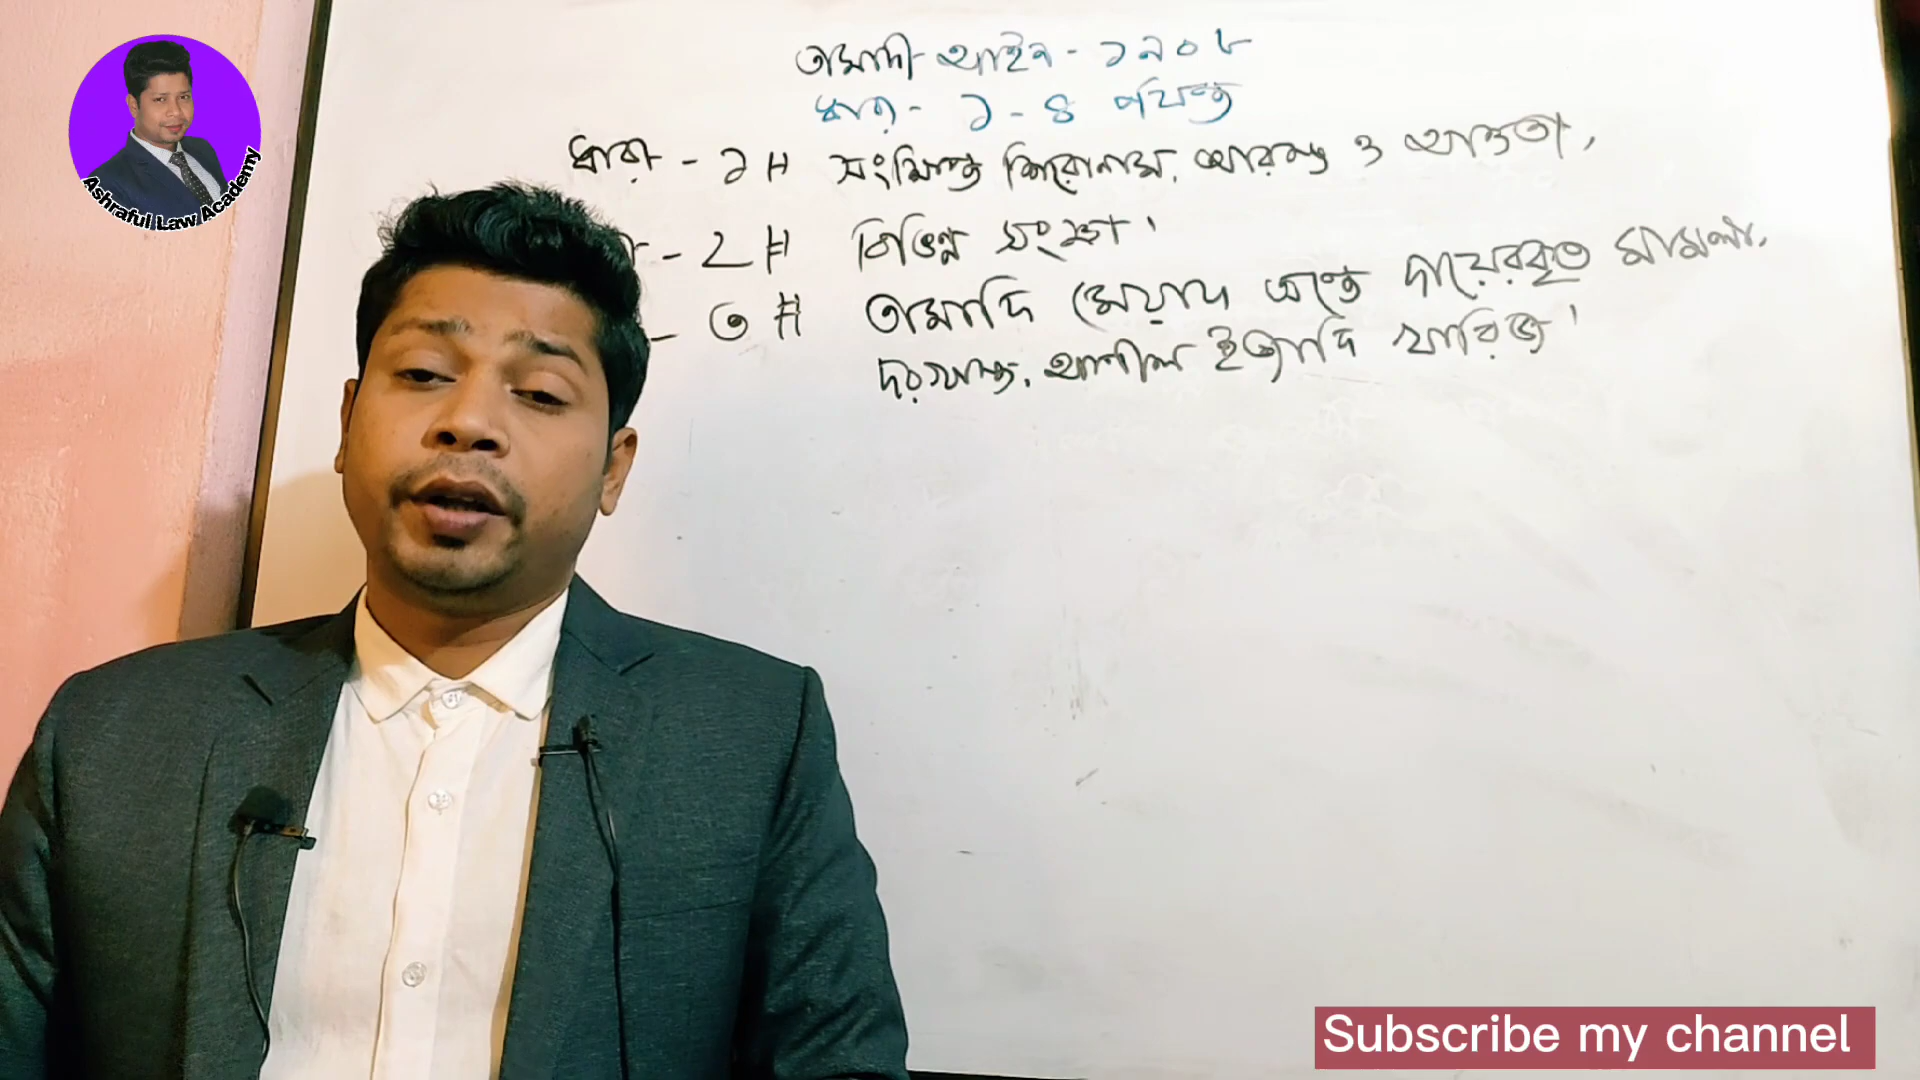 Ashraful Law Academy
তামাদী আইন - ১৯০৮
ধারা - ১ - ৪ পর্যন্ত
ধারা - ১ # সংক্ষিপ্ত শিরোনাম, আরম্ভ ও আওতা,
- ২ # বিভিন্ন সংজ্ঞা।
- ৩ # তামাদি মেয়াদ অন্তে দায়েরকৃত মামলা,
দরখাস্ত, আপীল ইত্যাদি খারিজ।
Subscribe my channel